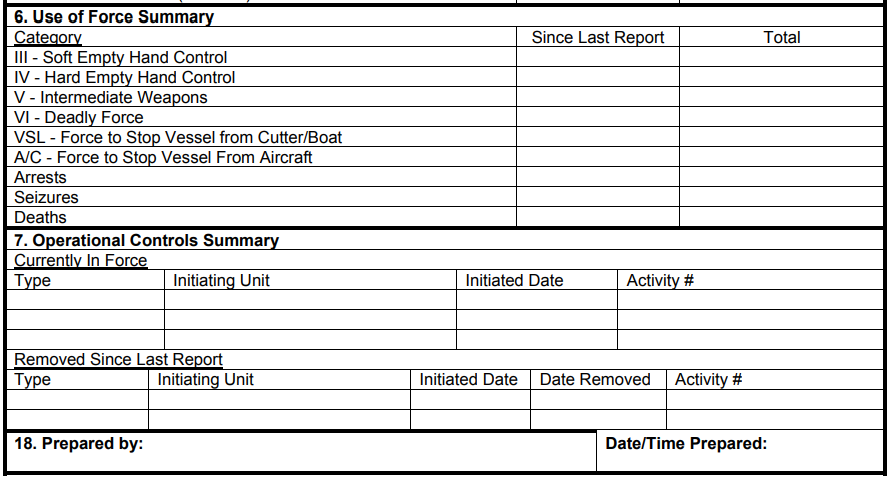 6. Use of Force Summary
Category Since Last Report Total
III - Soft Empty Hand Control
IV - Hard Empty Hand Control
V - Intermediate Weapons
VI - Deadly Force
VSL - Force to Stop Vessel from Cutter/Boat
A/C - Force to Stop Vessel From Aircraft
Arrests
Seizures
Deaths
7. Operational Controls Summary
Currently In Force
Type Initiating Unit Initiated Date Activity #
Removed Since Last Report
Type Initiating Unit Initiated Date Date Removed Activity #
18. Prepared by: Date/Time Prepared: